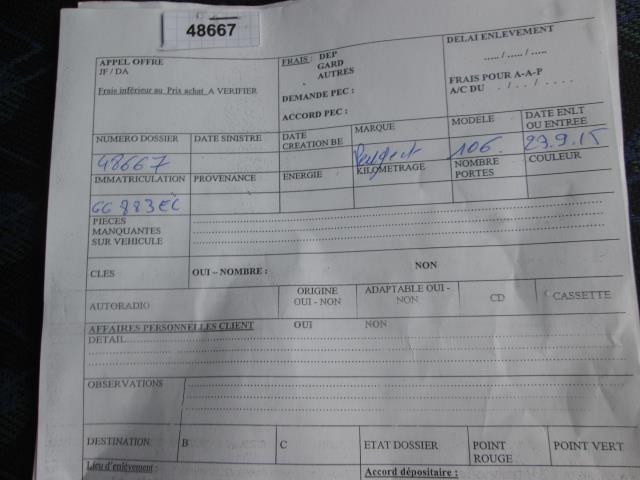 48667
APPEL OFFRE
JF / DA
Frais inférieur au Prix achat A VERIFIER
FRAIS : DEP
GARD
AUTRES
DEMANDE PEC :
ACCORD PEC :
DELAI ENLEVEMENT
..... / ..... / .....
FRAIS POUR A-A-P
A/C DU . / . . / . . . .
NUMERO DOSSIER DATE SINISTRE DATE CREATION BE MARQUE MODELE DATE ENLT OU ENTREE
48667 Peugeot 106. 29.9.15
IMMATRICULATION PROVENANCE ENERGIE KILOMETRAGE NOMBRE PORTES COULEUR
GG 883 EC
PIECES
MANQUANTES
SUR VEHICULE
CLES OUI – NOMBRE : NON
AUTORADIO ORIGINE OUI - NON ADAPTABLE OUI - NON CD CASSETTE
AFFAIRES PERSONNELLES CLIENT OUI NON
DETAIL
OBSERVATIONS
DESTINATION B C ETAT DOSSIER POINT ROUGE POINT VERT
Lieu d'enlèvement : Accord dépositaire :